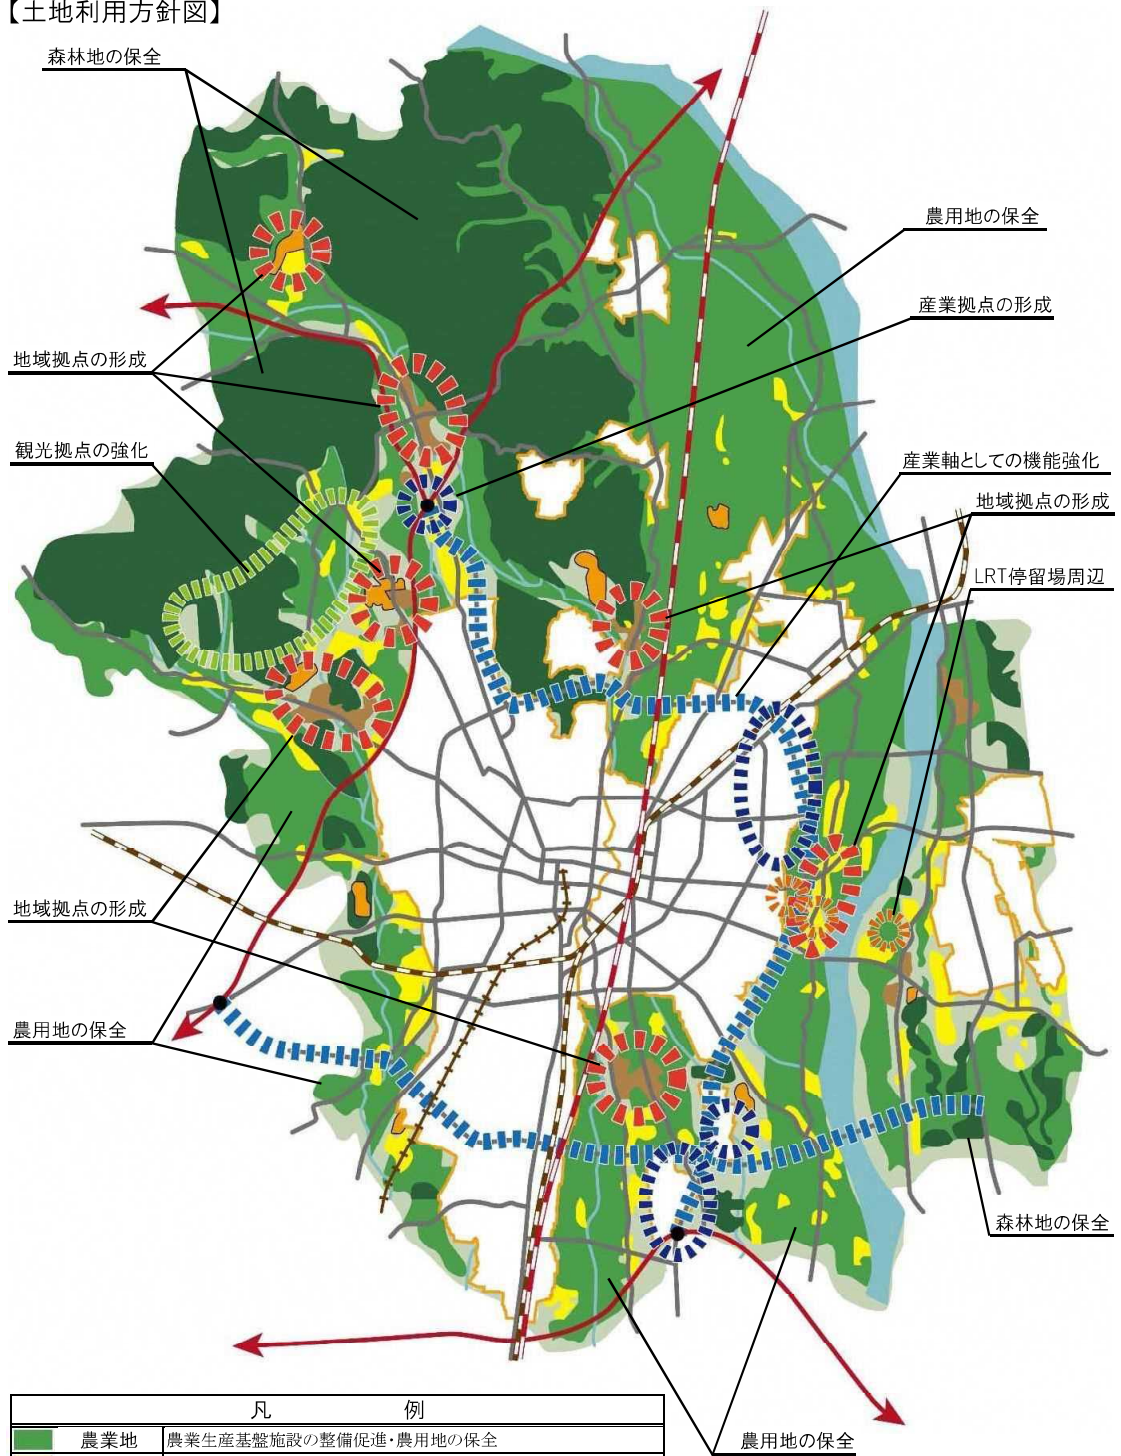 【土地利用方針図】
森林地の保全
農用地の保全
産業拠点の形成
地域拠点の形成
観光拠点の強化
産業軸としての機能強化
地域拠点の形成
LRT停留場周辺
地域拠点の形成
農用地の保全
森林地の保全
農用地の保全
凡 例
農業地 農業生産基盤施設の整備促進・農用地の保全